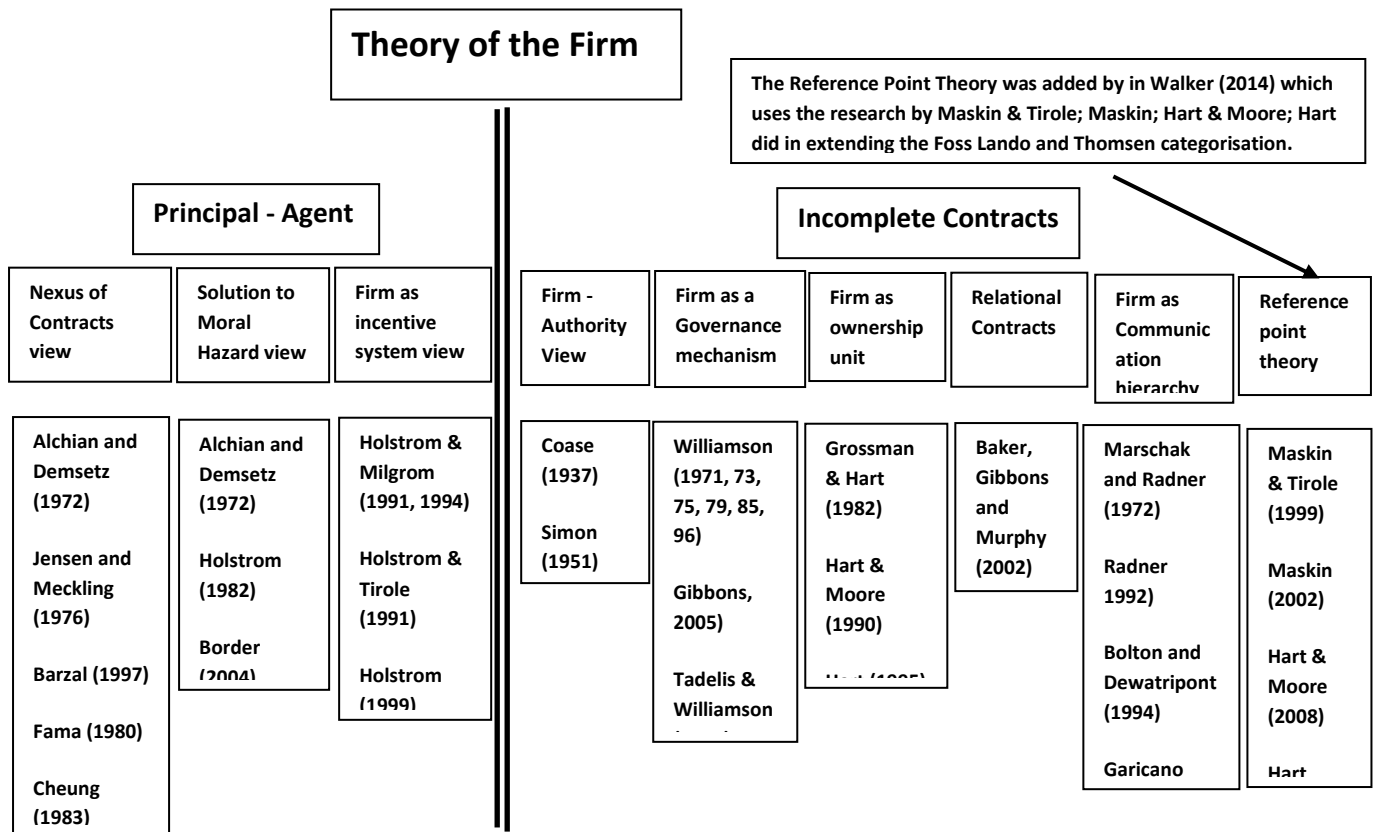 Theory of the Firm
The Reference Point Theory was added by in Walker (2014) which
uses the research by Maskin & Tirole; Maskin; Hart & Moore; Hart
did in extending the Foss Lando and Thomsen categorisation.
Principal - Agent
Incomplete Contracts
Nexus of
Contracts
view
Solution to
Moral
Hazard view
Firm as
incentive
system view
Firm -
Authority
View
Firm as a
Governance
mechanism
Firm as
ownership
unit
Relational
Contracts
Firm as
Communic
ation
hierarchy
Reference
point
theory
Alchian and
Demsetz
(1972)
Jensen and
Meckling
(1976)
Barzal (1997)
Fama (1980)
Cheung
(1983)
Alchian and
Demsetz
(1972)
Holstrom
(1982)
Border
(2004)
Holstrom &
Milgrom
(1991, 1994)
Holstrom &
Tirole
(1991)
Holstrom
(1999)
Coase
(1937)
Simon
(1951)
Williamson
(1971, 73,
75, 79, 85,
96)
Gibbons,
2005)
Tadelis &
Williamson
Grossman
& Hart
(1982)
Hart &
Moore
(1990)
Baker,
Gibbons
and
Murphy
(2002)
Marschak
and Radner
(1972)
Radner
1992)
Bolton and
Dewatripont
(1994)
Garicano
Maskin
& Tirole
(1999)
Maskin
(2002)
Hart &
Moore
(2008)
Hart